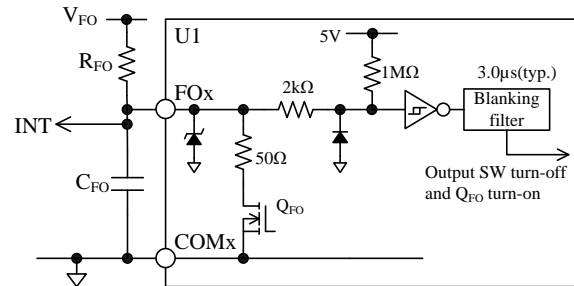 V_FO
U1
5V
R_FO
1MΩ
3.0µs(typ.)
FOx
2kΩ
Blanking
filter
INT
50Ω
C_FO
Output SW turn-off
and Q_FO turn-on
Q_FO
COMx